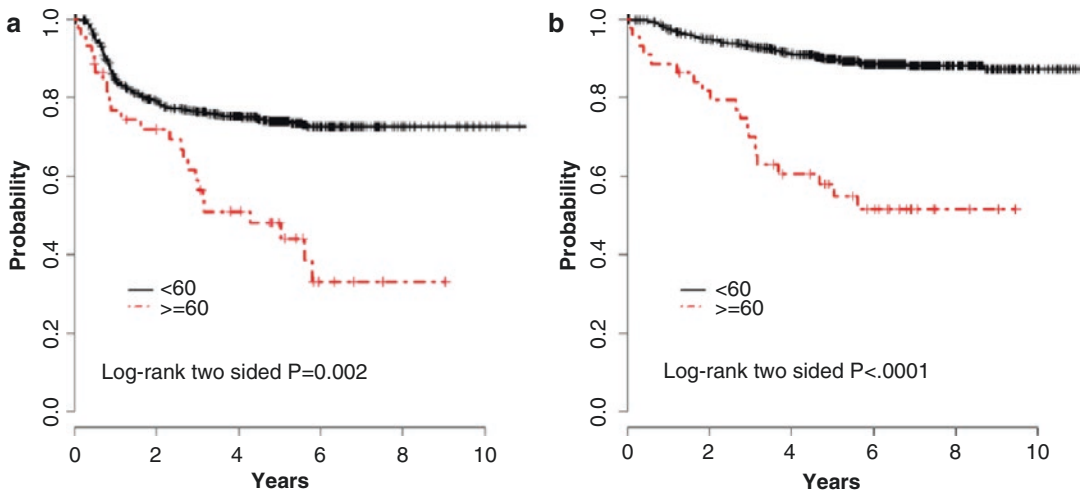 a
1.0
0.8
0.6
0.4
0.2
0.0
Probability
<60
>=60
Log-rank two sided P=0.002
0 2 4 6 8 10
Years
b
1.0
0.8
0.6
0.4
0.2
0.0
Probability
<60
>=60
Log-rank two sided P<.0001
0 2 4 6 8 10
Years